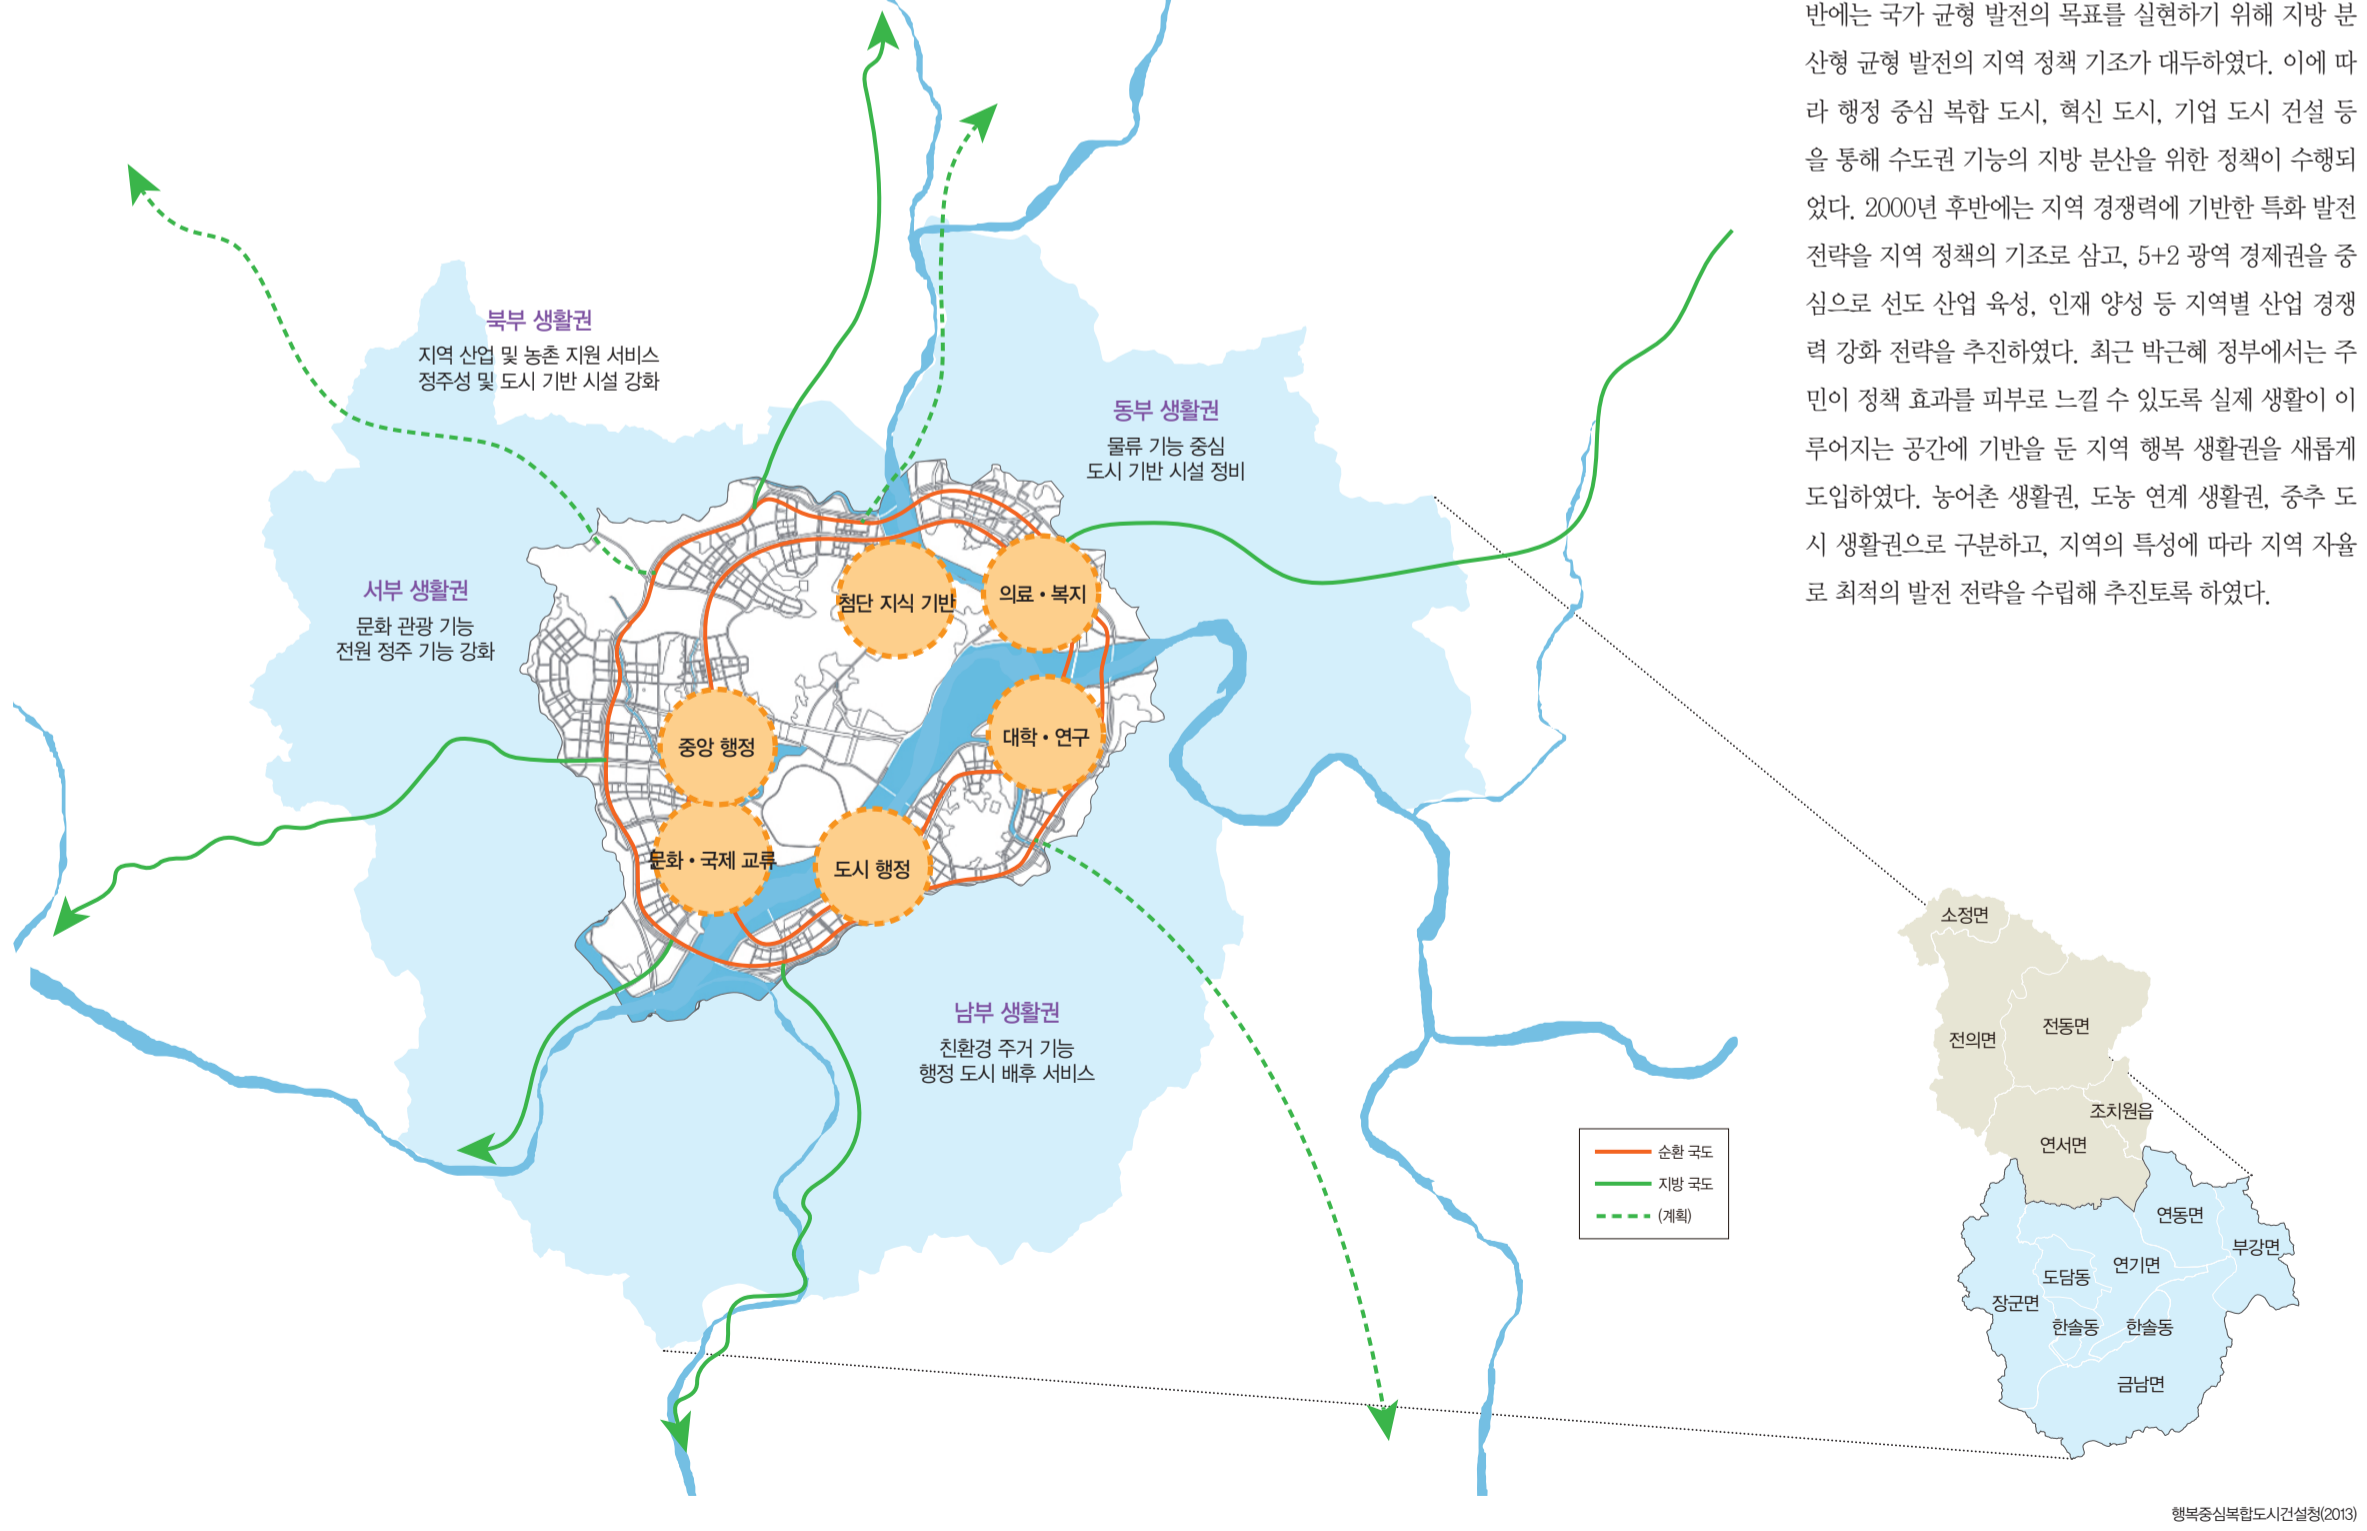 반에는 국가 균형 발전의 목표를 실현하기 위해 지방 분
산형 균형 발전의 지역 정책 기조가 대두하였다. 이에 따
라 행정 중심 복합 도시, 혁신 도시, 기업 도시 건설 등
을 통해 수도권 기능의 지방 분산을 위한 정책이 수행되
었다. 2000년 후반에는 지역 경쟁력에 기반한 특화 발전
전략을 지역 정책의 기조로 삼고, 5+2 광역 경제권을 중
심으로 선도 산업 육성, 인재 양성 등 지역별 산업 경쟁
력 강화 전략을 추진하였다. 최근 박근혜 정부에서는 주
민이 정책 효과를 피부로 느낄 수 있도록 실제 생활이 이
루어지는 공간에 기반을 둔 지역 행복 생활권을 새롭게
도입하였다. 농어촌 생활권, 도농 연계 생활권, 중추 도
시 생활권으로 구분하고, 지역의 특성에 따라 지역 자율
로 최적의 발전 전략을 수립해 추진토록 하였다.
북부 생활권
지역 산업 및 농촌 지원 서비스
정주성 및 도시 기반 시설 강화
동부 생활권
물류 기능 중심
도시 기반 시설 정비
서부 생활권
문화 관광 기능
전원 정주 기능 강화
첨단 지식 기반
의료·복지
중앙 행정
대학·연구
문화·국제 교류
도시 행정
남부 생활권
친환경 주거 기능
행정 도시 배후 서비스
순환 국도
지방 국도
(계획)
소정면
전의면
전동면
조치원읍
연서면
연동면
부강면
연기면
도담동
장군면
한솔동
한솔동
금남면
행복중심복합도시건설청(2013)